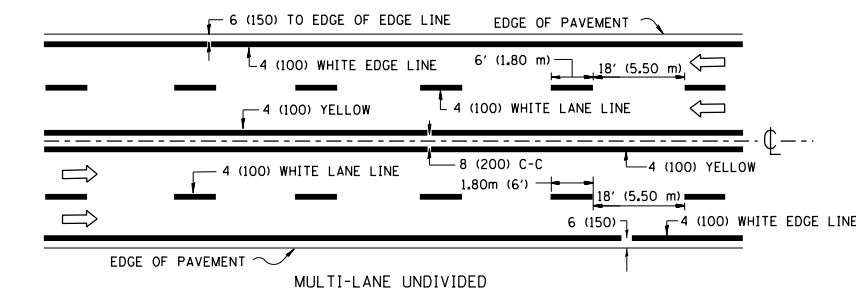 6 (150) TO EDGE OF EDGE LINE
EDGE OF PAVEMENT
4 (100) WHITE EDGE LINE
6' (1.80 m)
18' (5.50 m)
4 (100) YELLOW
4 (100) WHITE LANE LINE
℄
4 (100) WHITE LANE LINE
8 (200) C-C
4 (100) YELLOW
1.80m (6')
18' (5.50 m)
6 (150)
4 (100) WHITE EDGE LINE
EDGE OF PAVEMENT
MULTI-LANE UNDIVIDED